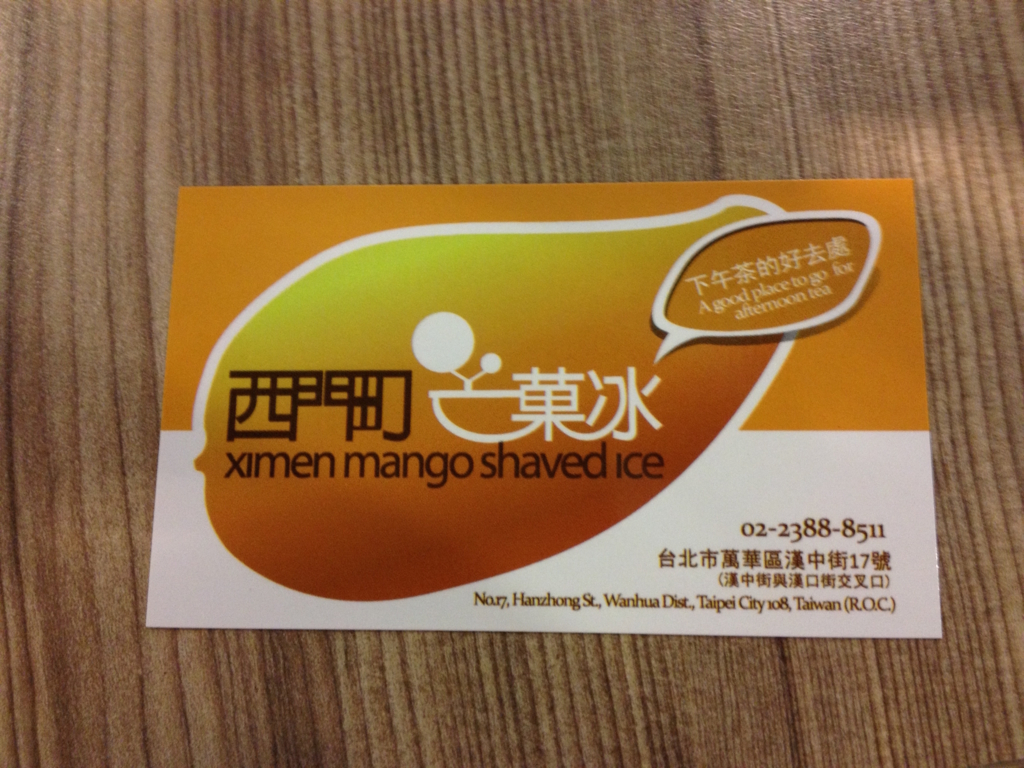 下午茶的好去處
A good place to go for
afternoon tea
西門町芒菓冰
ximen mango shaved ice
02-2388-8511
台北市萬華區漢中街17號
(漢中街與漢口街交叉口)
No.17, Hanzhong St., Wanhua Dist., Taipei City 108, Taiwan (R.O.C.)